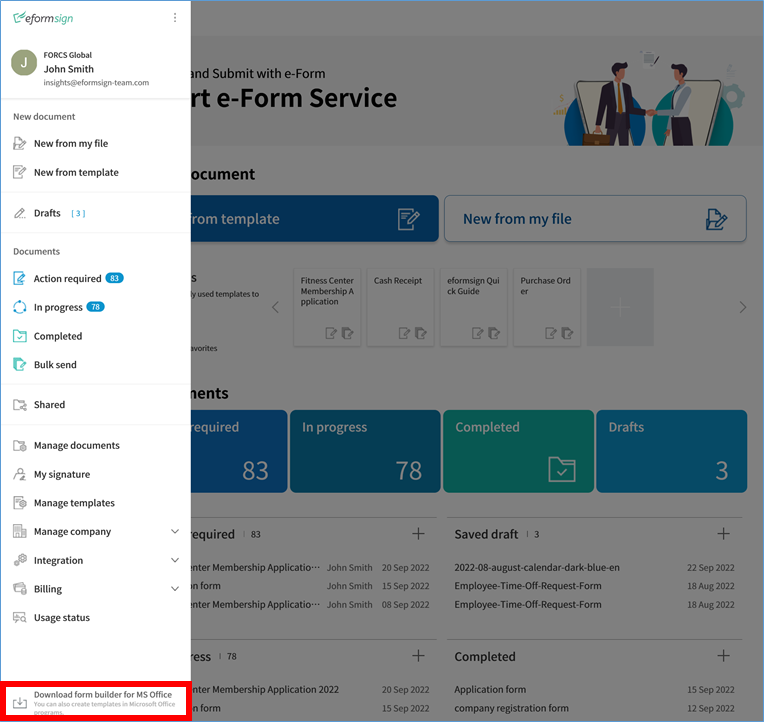 eformsign
J
FORCS Global
John Smith
insights@eformsign-team.com
New document
New from my file
New from template
Drafts [ 3 ]
Documents
Action required 83
In progress 78
Completed
Bulk send
Shared
Manage documents
My signature
Manage templates
Manage company
Integration
Billing
Usage status
Download form builder for MS Office
You can also create templates in Microsoft Office
programs.
and Submit with e-Form
rt e-Form Service
ocument
from template
New from my file
s
ly used templates to
avorites
Fitness Center
Membership A
pplication
Cash Receipt
eformsign Qui
ck Guide
Purchase Ord
er
ments
required
83
In progress
78
Completed
Drafts
3
required 83
enter Membership Applicatio··· John Smith 20 Sep 2022
on form John Smith 15 Sep 2022
enter Membership Applicatio··· John Smith 08 Sep 2022
Saved draft 3
2022-08-august-calendar-dark-blue-en 22 Sep 2022
Employee-Time-Off-Request-Form 18 Aug 2022
Employee-Time-Off-Request-Form 18 Aug 2022
ress 78
enter Membership Application 2022 20 Sep 2022
on form 15 Sep 2022
Completed
Application form 15 Sep 2022
company registration form 12 Sep 2022